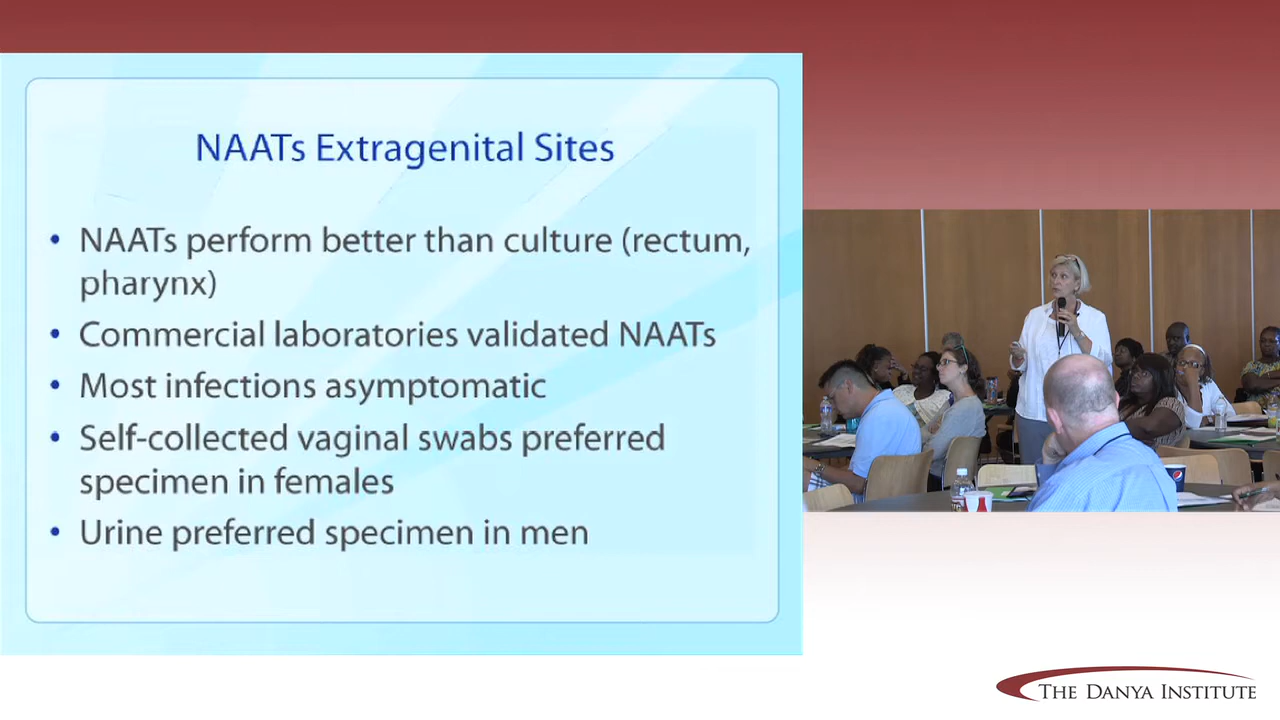 NAATs Extragenital Sites
• NAATs perform better than culture (rectum,
pharynx)
• Commercial laboratories validated NAATs
• Most infections asymptomatic
• Self-collected vaginal swabs preferred
specimen in females
• Urine preferred specimen in men
THE DANYA INSTITUTE